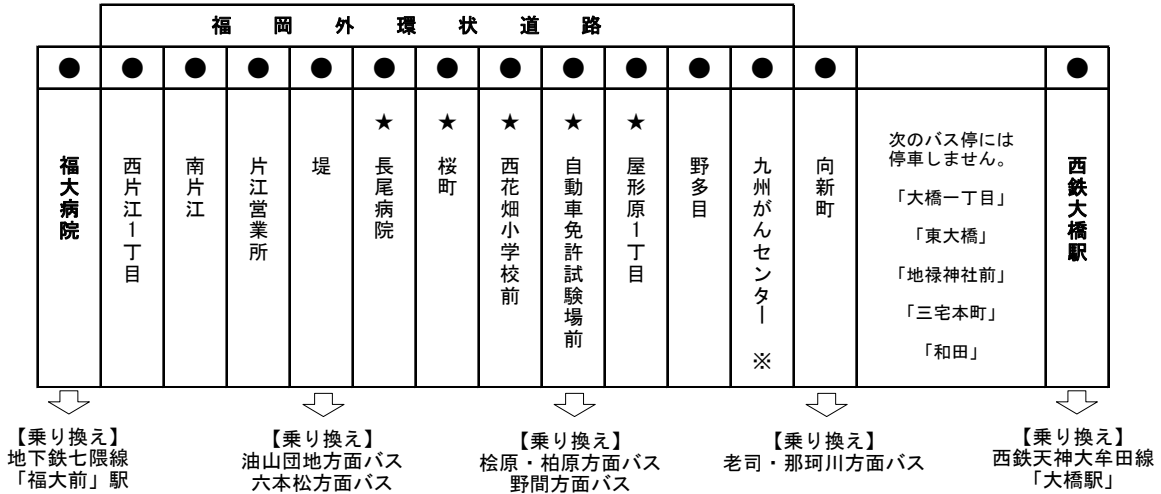 福岡外環状道路
● ● ● ● ● ● ● ● ● ● ● ● ● ●
福大病院
西片江1丁目
南片江
片江営業所
堤
★長尾病院
★桜町
★西花畑小学校前
★自動車免許試験場前
★屋形原1丁目
野多目
九州がんセンター ※
向新町
次のバス停には
停車しません。
「大橋一丁目」
「東大橋」
「地禄神社前」
「三宅本町」
「和田」
西鉄大橋駅
【乗り換え】
地下鉄七隈線
「福大前」駅
【乗り換え】
油山団地方面バス
六本松方面バス
【乗り換え】
桧原・柏原方面バス
野間方面バス
【乗り換え】
老司・那珂川方面バス
【乗り換え】
西鉄天神大牟田線
「大橋駅」